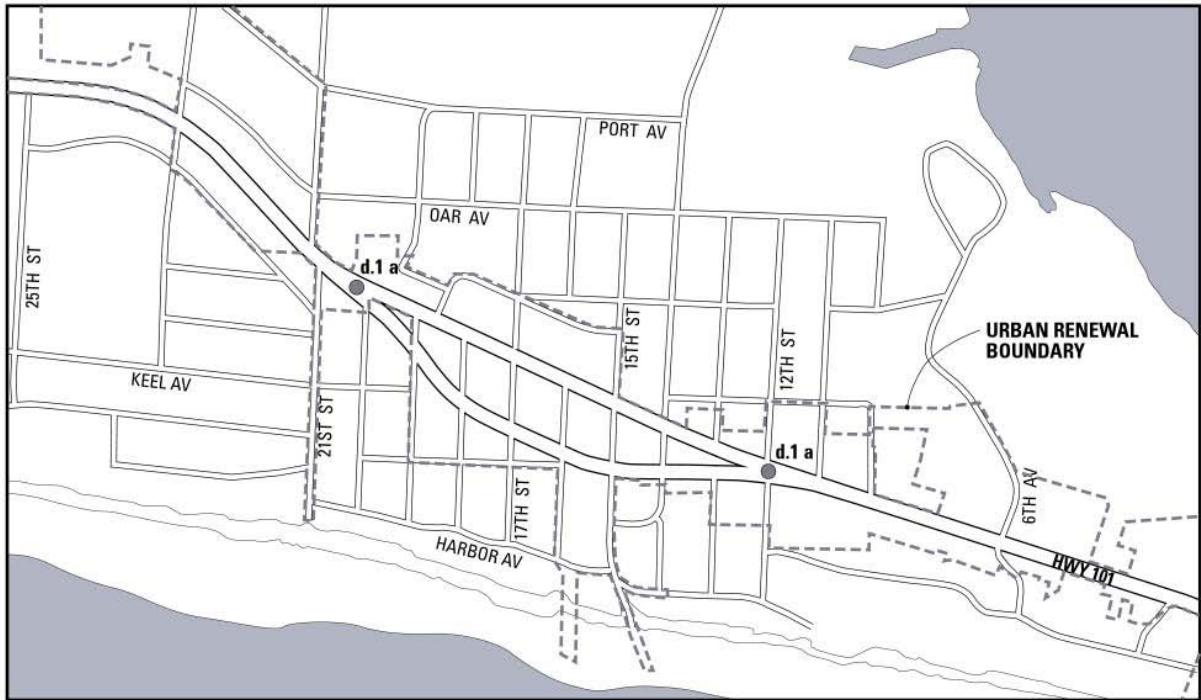 PORT AV
OAR AV
d.1 a
25TH ST
15TH ST
12TH ST
URBAN RENEWAL
BOUNDARY
KEEL AV
21ST ST
d.1 a
17TH ST
6TH AV
HARBOR AV
HWY 101